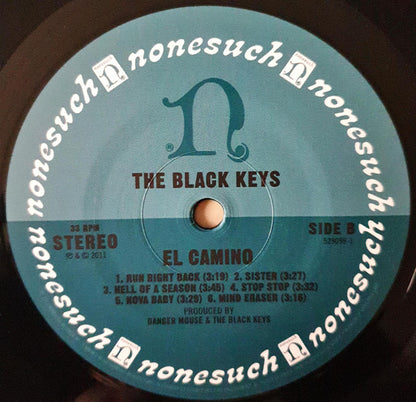 nonesuch nonesuch nonesuch nonesuch nonesuch nonesuch
n
THE BLACK KEYS
33 RPM
STEREO
℗ & © 2011
SIDE B
529099-1
EL CAMINO
1. RUN RIGHT BACK (3:19) 2. SISTER (3:27)
3. HELL OF A SEASON (3:45) 4. STOP STOP (3:32)
5. NOVA BABY (3:29) 6. MIND ERASER (3:16)
PRODUCED BY
DANGER MOUSE & THE BLACK KEYS